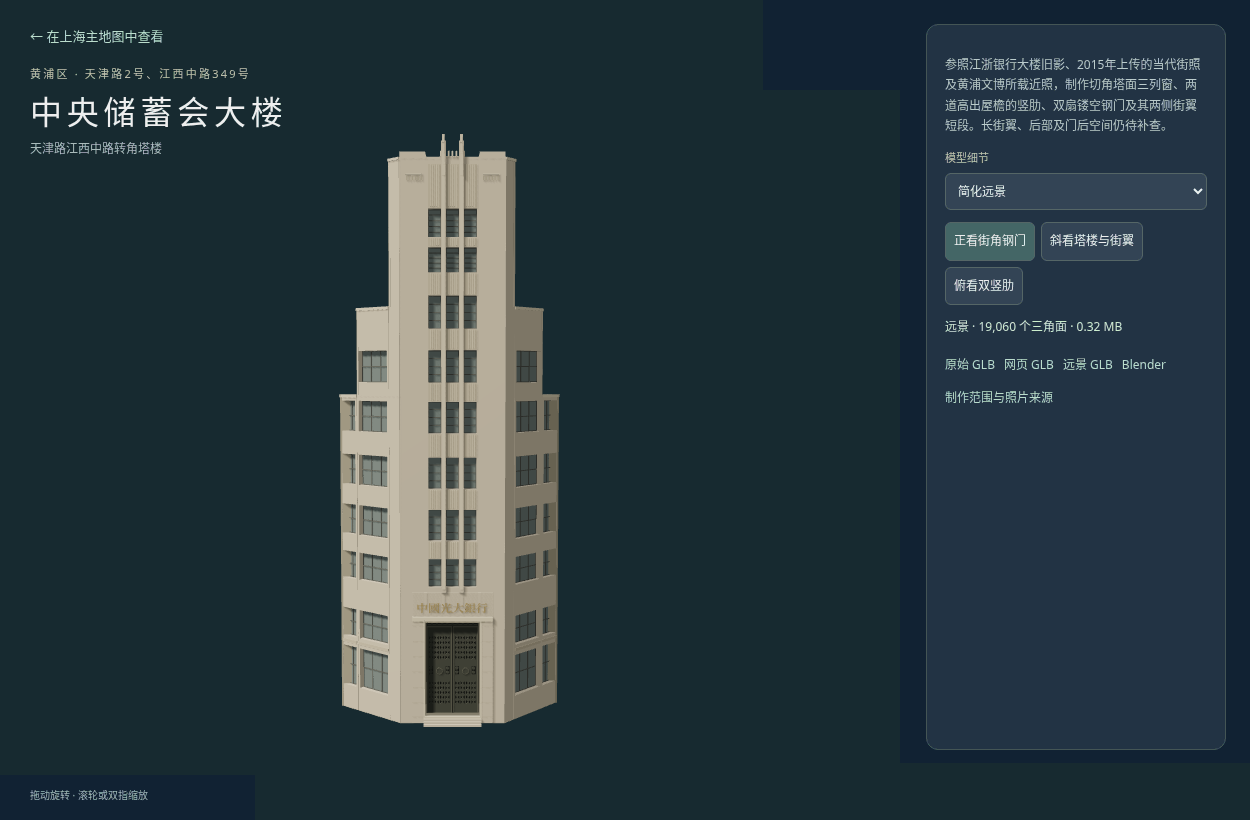 ← 在上海主地图中查看
黄浦区 · 天津路2号、江西中路349号
中央储蓄会大楼
天津路江西中路转角塔楼
中國光大銀行
拖动旋转 · 滚轮或双指缩放
参照江浙银行大楼旧影、2015年上传的当代街照
及黄浦文博所载近照，制作切角塔面三列窗、两
道高出屋檐的竖肋、双扇镂空钢门及其两侧街翼
短段。长街翼、后部及门后空间仍待补查。
模型细节
简化远景
正看街角钢门 斜看塔楼与街翼
俯看双竖肋
远景 · 19,060 个三角面 · 0.32 MB
原始 GLB 网页 GLB 远景 GLB Blender
制作范围与照片来源